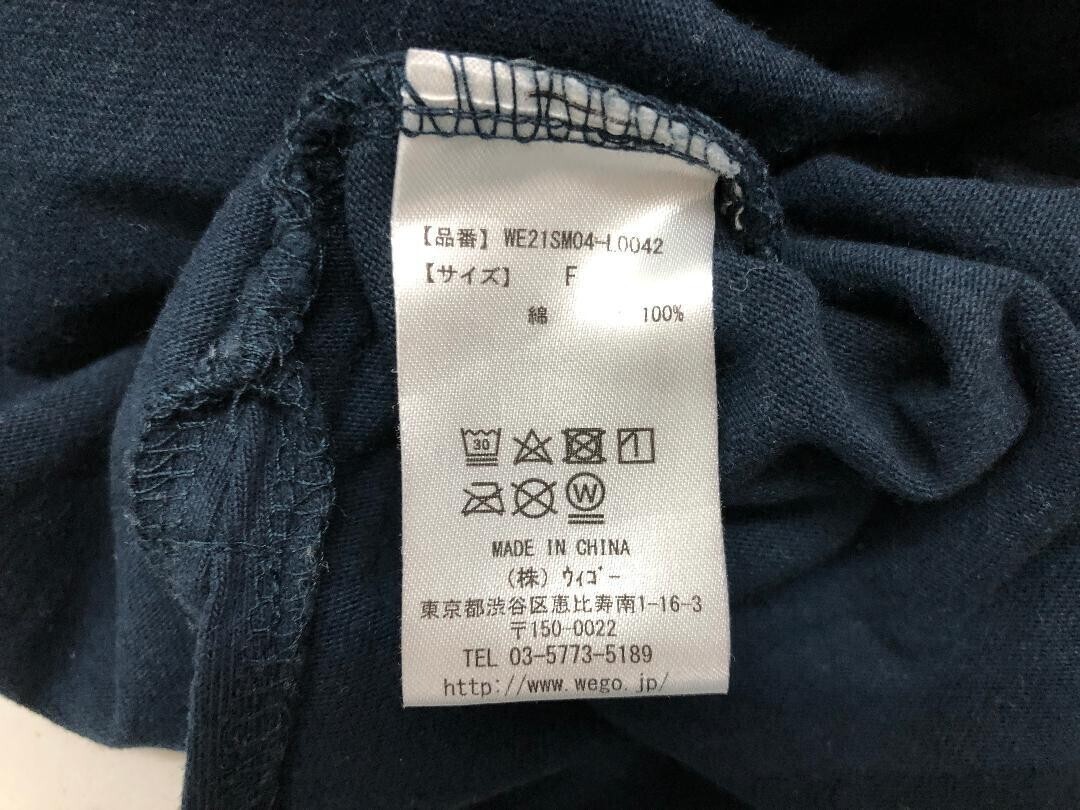 【品番】 WE21SM04-L0042
【サイズ】 F
綿 100%
30
W
MADE IN CHINA
(株) ウィゴー
東京都渋谷区恵比寿南1-16-3
〒150-0022
TEL 03-5773-5189
http://www.wego.jp/